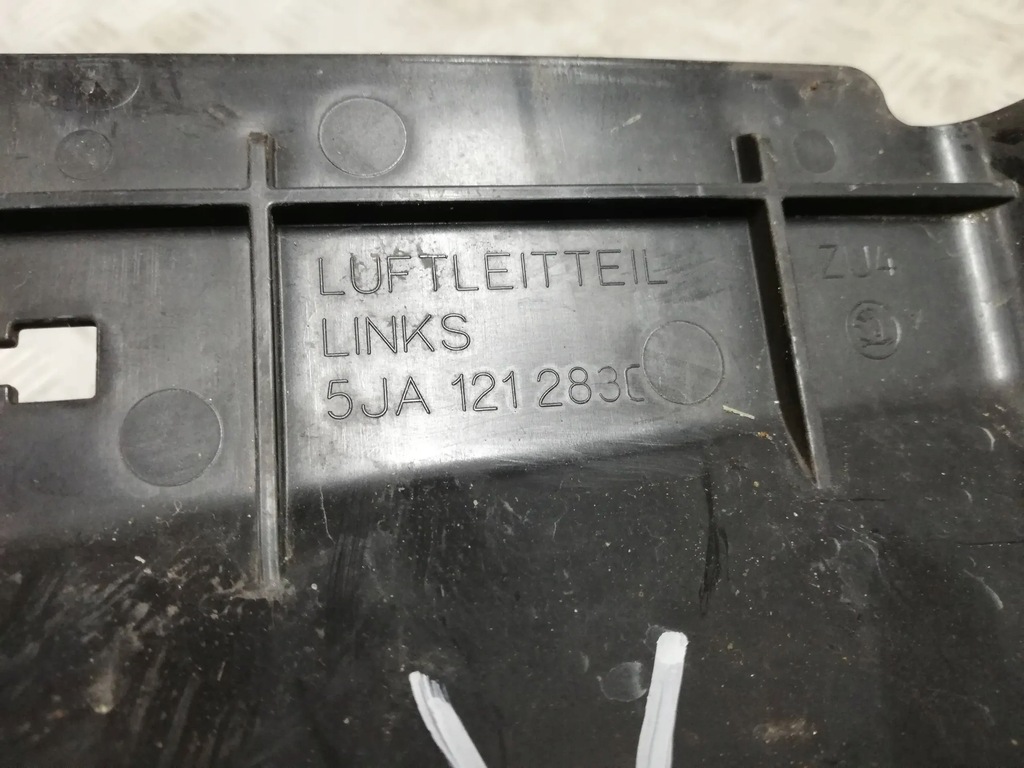 LUFTLEITTEIL
LINKS
5JA 121 283
ZJ4